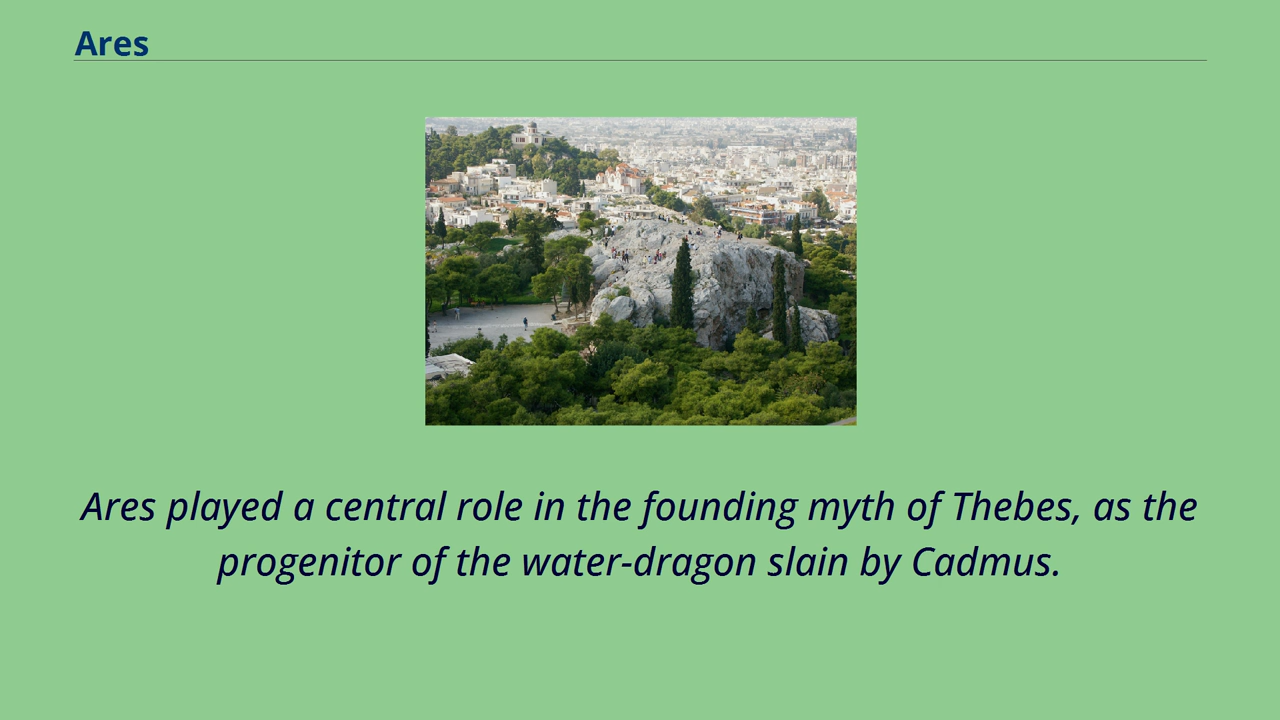 Ares
Ares played a central role in the founding myth of Thebes, as the
progenitor of the water-dragon slain by Cadmus.